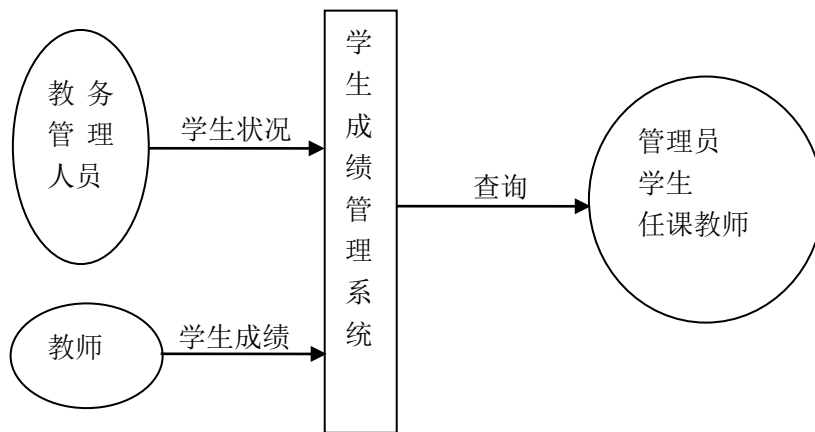 教 务
管 理
人员
学生状况
教师
学生成绩
学
生
成
绩
管
理
系
统
查询
管理员
学生
任课教师